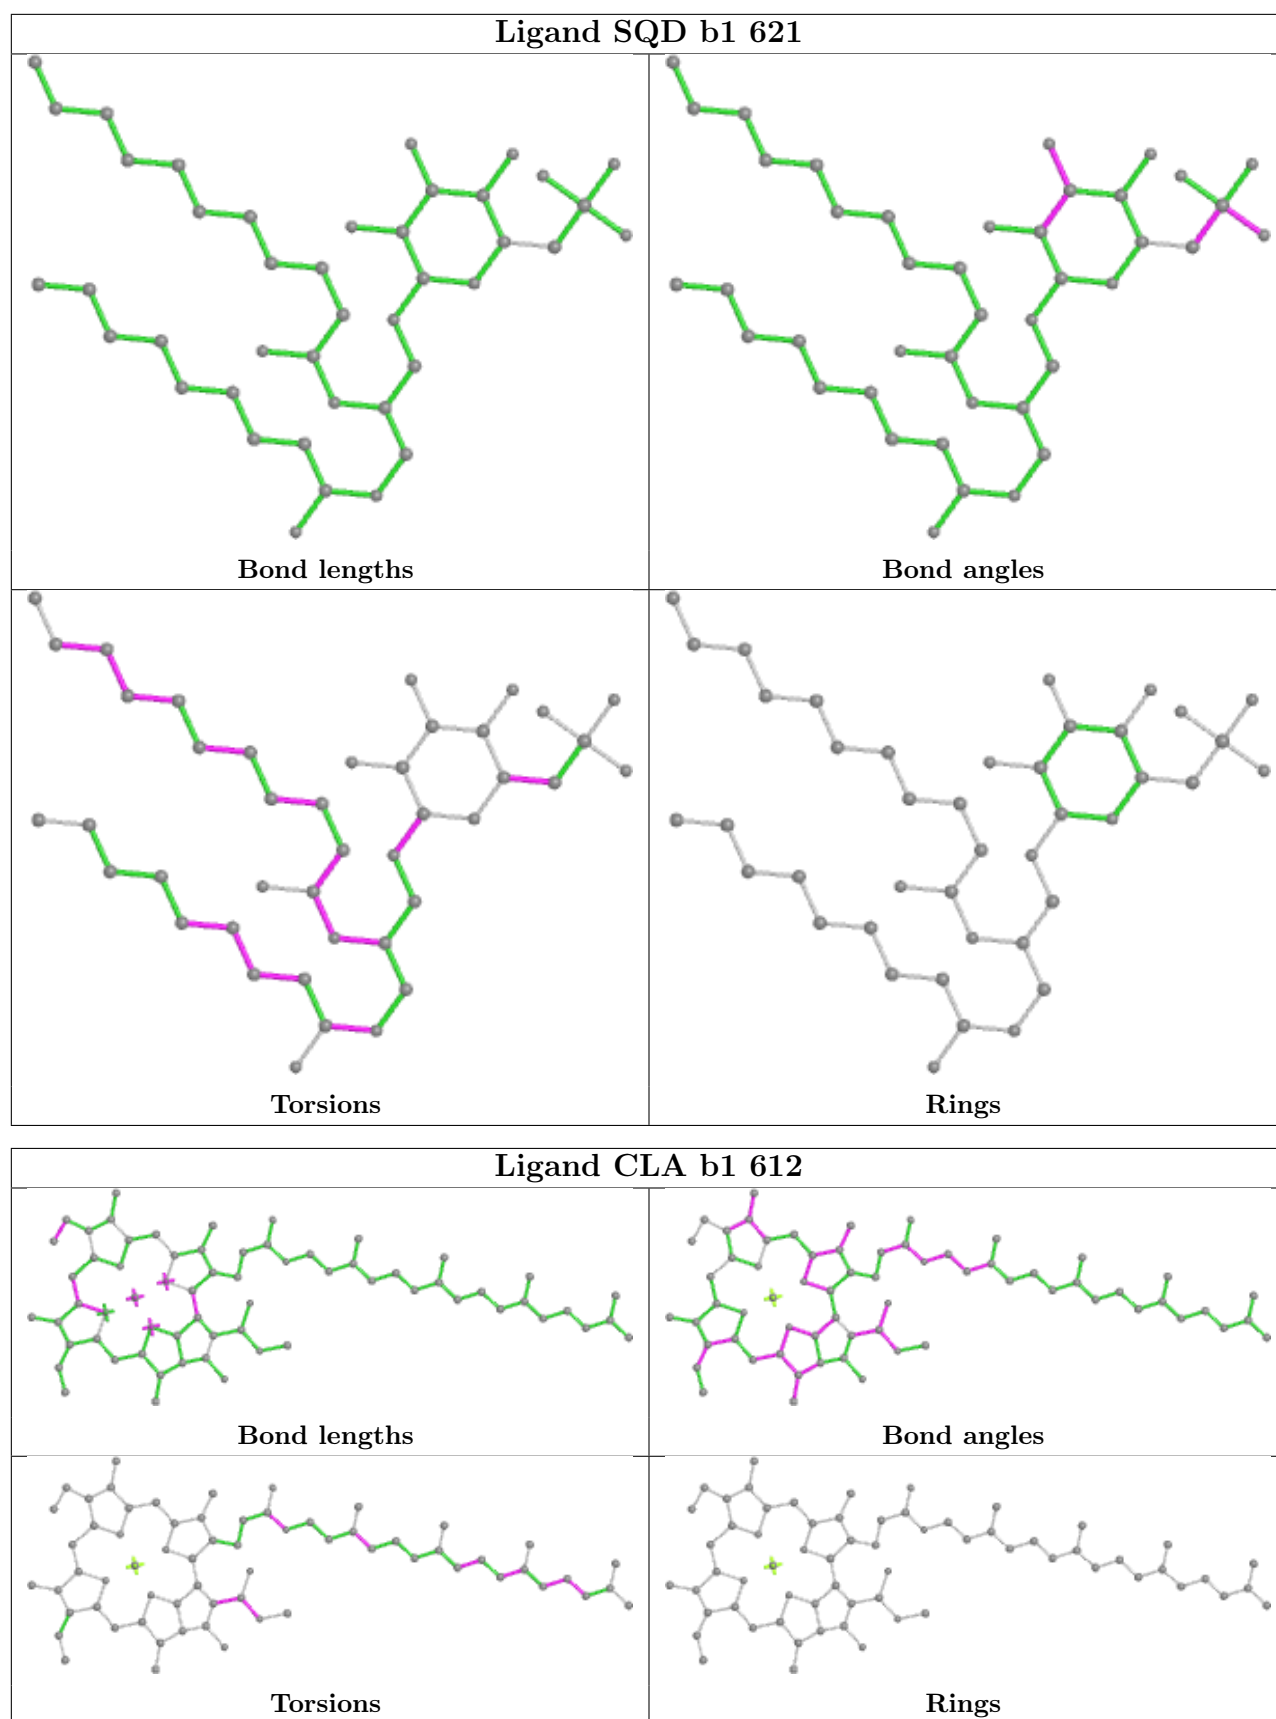 Ligand SQD b1 621
Bond lengths
Bond angles
Torsions
Rings
Ligand CLA b1 612
Bond lengths
Bond angles
Torsions
Rings